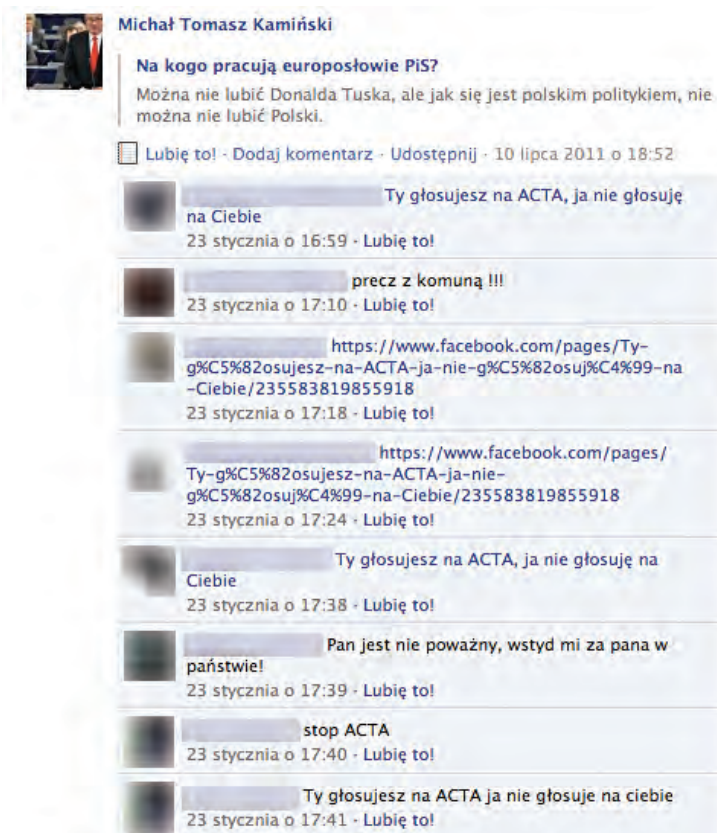 Michał Tomasz Kamiński
Na kogo pracują europosłowie PiS?
Można nie lubić Donalda Tuska, ale jak się jest polskim politykiem, nie
można nie lubić Polski.
Lubię to! · Dodaj komentarz · Udostępnij · 10 lipca 2011 o 18:52
Ty głosujesz na ACTA, ja nie głosuję
na Ciebie
23 stycznia o 16:59 · Lubię to!
precz z komuną !!!
23 stycznia o 17:10 · Lubię to!
https://www.facebook.com/pages/Ty-
g%C5%82osujesz-na-ACTA-ja-nie-g%C5%82osuj%C4%99-na
-Ciebie/235583819855918
23 stycznia o 17:18 · Lubię to!
https://www.facebook.com/pages/
Ty-g%C5%82osujesz-na-ACTA-ja-nie-
g%C5%82osuj%C4%99-na-Ciebie/235583819855918
23 stycznia o 17:24 · Lubię to!
Ty głosujesz na ACTA, ja nie głosuję na
Ciebie
23 stycznia o 17:38 · Lubię to!
Pan jest nie poważny, wstyd mi za pana w
państwie!
23 stycznia o 17:39 · Lubię to!
stop ACTA
23 stycznia o 17:40 · Lubię to!
Ty głosujesz na ACTA ja nie głosuje na ciebie
23 stycznia o 17:41 · Lubię to!